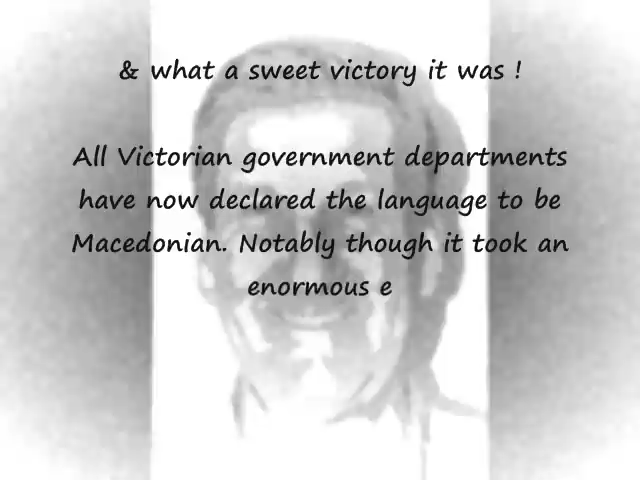 & what a sweet victory it was !
All Victorian government departments
have now declared the language to be
Macedonian. Notably though it took an
enormous e